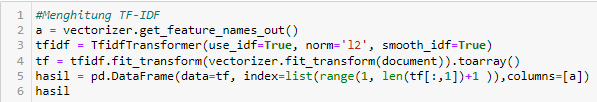 1 #Menghitung TF-IDF
2 a = vectorizer.get_feature_names_out()
3 tfidf = TfidfTransformer(use_idf=True, norm='l2', smooth_idf=True)
4 tf = tfidf.fit_transform(vectorizer.fit_transform(document)).toarray()
5 hasil = pd.DataFrame(data=tf, index=list(range(1, len(tf[:,1])+1 )),columns=[a])
6 hasil